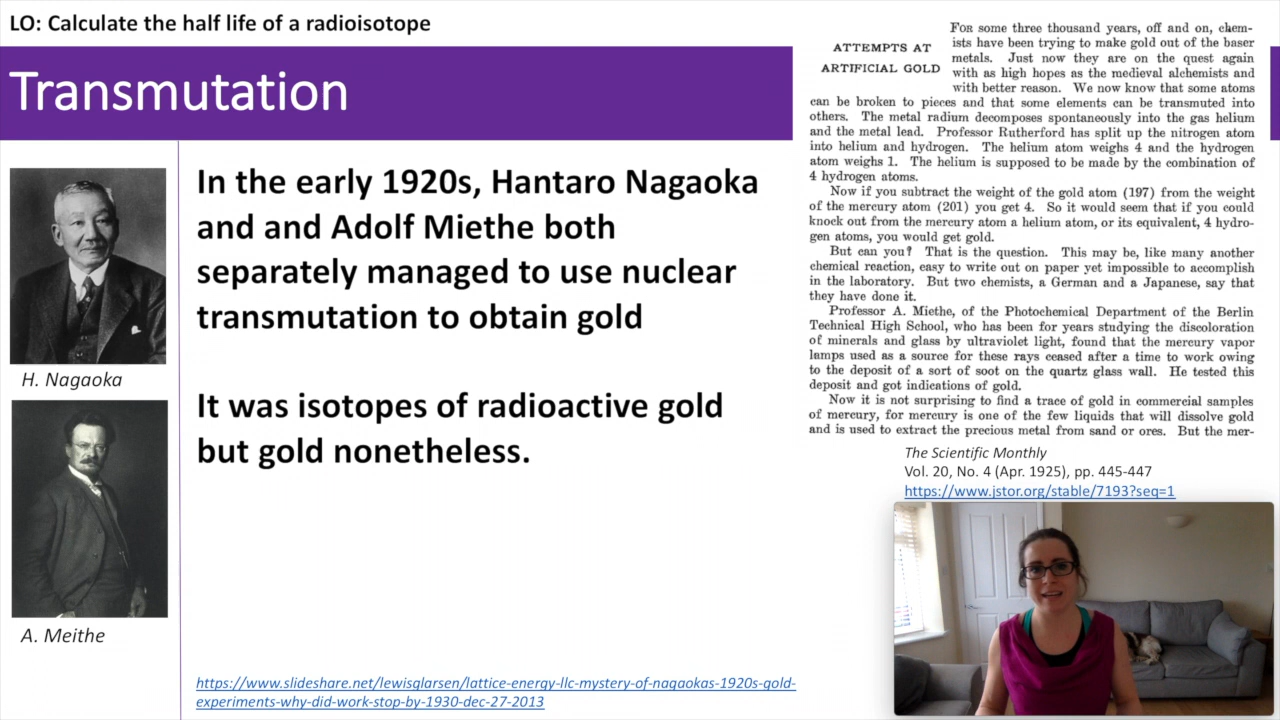 LO: Calculate the half life of a radioisotope
Transmutation
H. Nagaoka
A. Meithe
In the early 1920s, Hantaro Nagaoka
and and Adolf Miethe both
separately managed to use nuclear
transmutation to obtain gold
It was isotopes of radioactive gold
but gold nonetheless.
https://www.slideshare.net/lewisglarsen/lattice-energy-llc-mystery-of-nagaokas-1920s-gold-
experiments-why-did-work-stop-by-1930-dec-27-2013
ATTEMPTS AT
ARTIFICIAL GOLD
For some three thousand years, off and on, chem-
ists have been trying to make gold out of the baser
metals. Just now they are on the quest again
with as high hopes as the medieval alchemists and
with better reason. We now know that some atoms
can be broken to pieces and that some elements can be transmuted into
others. The metal radium decomposes spontaneously into the gas helium
and the metal lead. Professor Rutherford has split up the nitrogen atom
into helium and hydrogen. The helium atom weighs 4 and the hydrogen
atom weighs 1. The helium is supposed to be made by the combination of
4 hydrogen atoms.
Now if you subtract the weight of the gold atom (197) from the weight
of the mercury atom (201) you get 4. So it would seem that if you could
knock out from the mercury atom a helium atom, or its equivalent, 4 hydro-
gen atoms, you would get gold.
But can you? That is the question. This may be, like many another
chemical reaction, easy to write out on paper yet impossible to accomplish
in the laboratory. But two chemists, a German and a Japanese, say that
they have done it.
Professor A. Miethe, of the Photochemical Department of the Berlin
Technical High School, who has been for years studying the discoloration
of minerals and glass by ultraviolet light, found that the mercury vapor
lamps used as a source for these rays ceased after a time to work owing
to the deposit of a sort of soot on the quartz glass wall. He tested this
deposit and got indications of gold.
Now it is not surprising to find a trace of gold in commercial samples
of mercury, for mercury is one of the few liquids that will dissolve gold
and is used to extract the precious metal from sand or ores. But the mer-
The Scientific Monthly
Vol. 20, No. 4 (Apr. 1925), pp. 445-447
https://www.jstor.org/stable/7193?seq=1